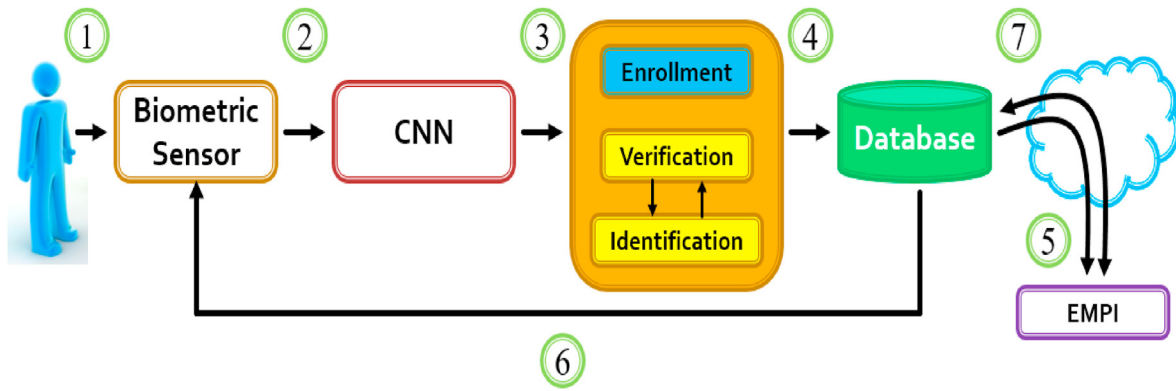 1
2
3
4
7
Enrollment
Biometric
Sensor
CNN
Verification
Identification
Database
5
EMPI
6